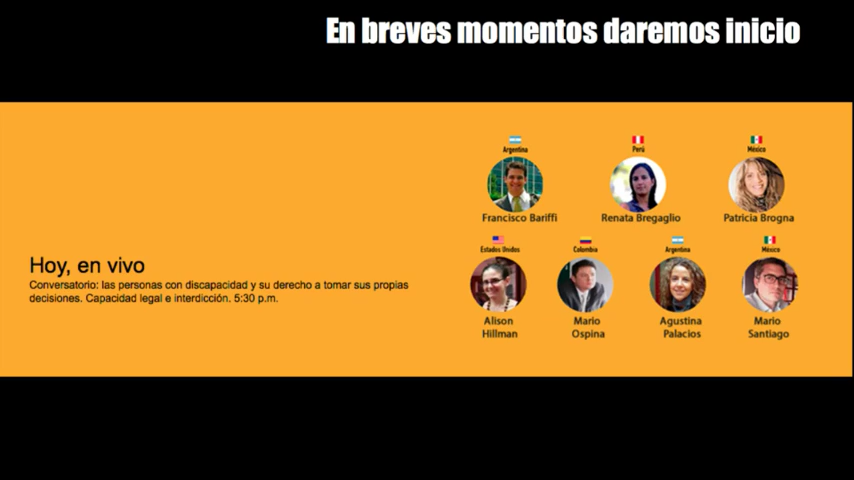 En breves momentos daremos inicio
Argentina
Perú
México
Francisco Bariffi
Renata Bregaglio
Patricia Brogna
Hoy, en vivo
Conversatorio: las personas con discapacidad y su derecho a tomar sus propias
decisiones. Capacidad legal e interdicción. 5:30 p.m.
Estados Unidos
Colombia
Argentina
México
Alison
Hillman
Mario
Ospina
Agustina
Palacios
Mario
Santiago